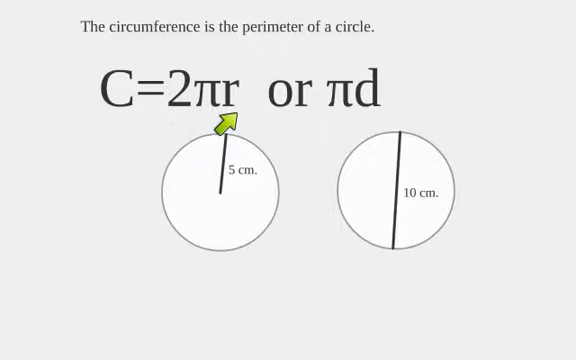 The circumference is the perimeter of a circle.
C=2πr or πd
5 cm.
10 cm.